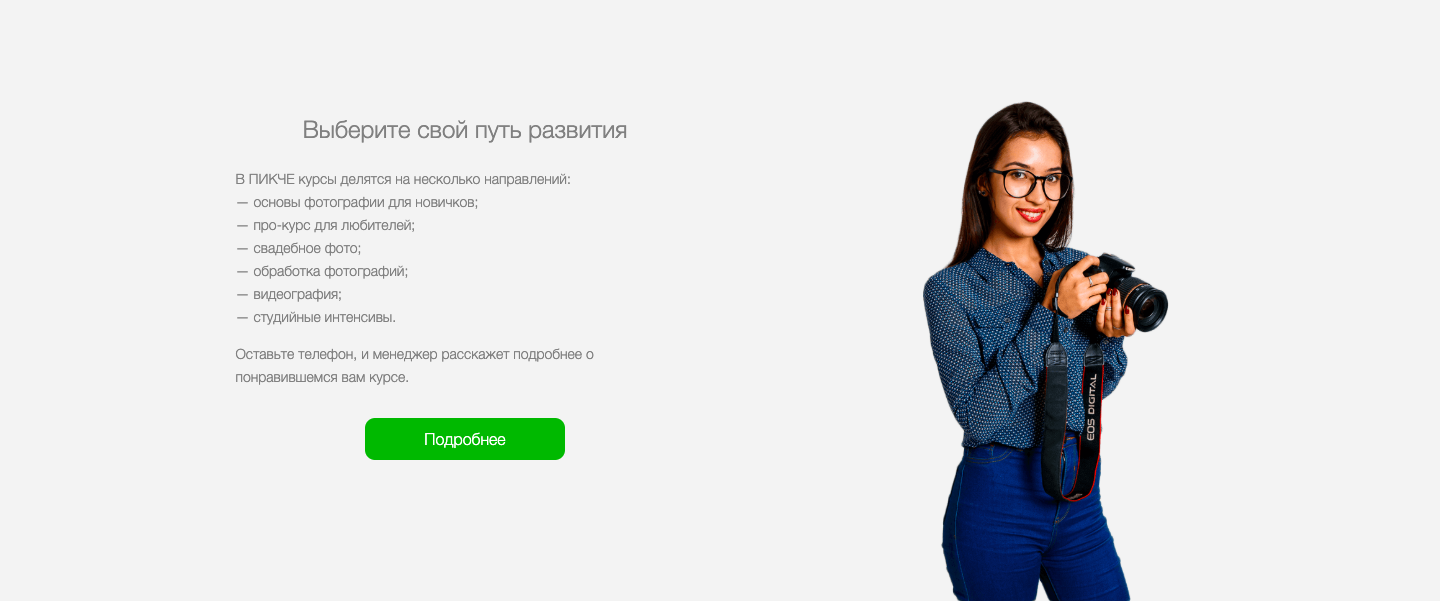 Выберите свой путь развития
В ПИКЧЕ курсы делятся на несколько направлений:
— основы фотографии для новичков;
— про-курс для любителей;
— свадебное фото;
— обработка фотографий;
— видеография;
— студийные интенсивы.
Оставьте телефон, и менеджер расскажет подробнее о
понравившемся вам курсе.
Подробнее
Canon
EOS DIGITAL